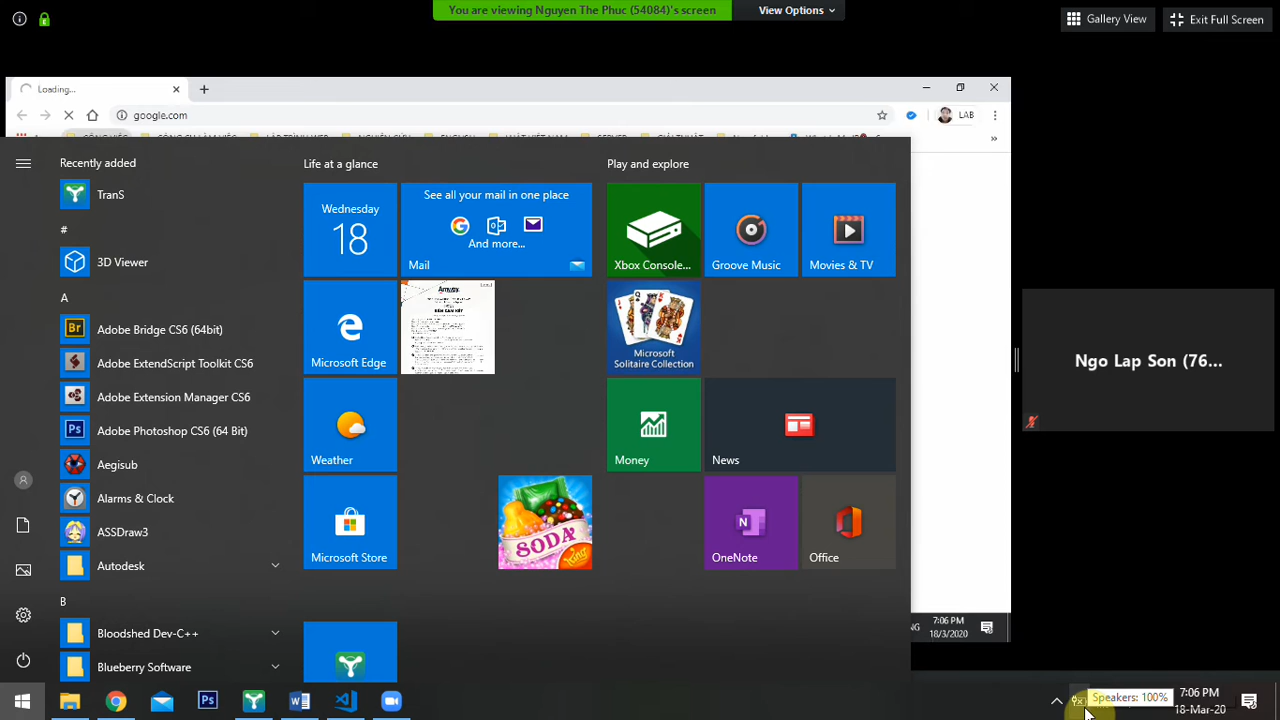 You are viewing Nguyen The Phuc (54084)'s screen
View Options
Gallery View
Exit Full Screen
Loading...
google.com
LAB
Recently added
TranS
#
3D Viewer
A
Adobe Bridge CS6 (64bit)
Adobe ExtendScript Toolkit CS6
Adobe Extension Manager CS6
Adobe Photoshop CS6 (64 Bit)
Aegisub
Alarms & Clock
ASSDraw3
Autodesk
B
Bloodshed Dev-C++
Blueberry Software
Life at a glance
Wednesday
18
See all your mail in one place
And more...
Mail
Microsoft Edge
Amway
Weather
Microsoft Store
SODA
King
Play and explore
Xbox Console...
Groove Music
Movies & TV
Microsoft
Solitaire Collection
Money
News
OneNote
Office
Ngo Lap Son (76...
NG
7:06 PM
18/3/2020
Speakers: 100%
7:06 PM
18-Mar-20